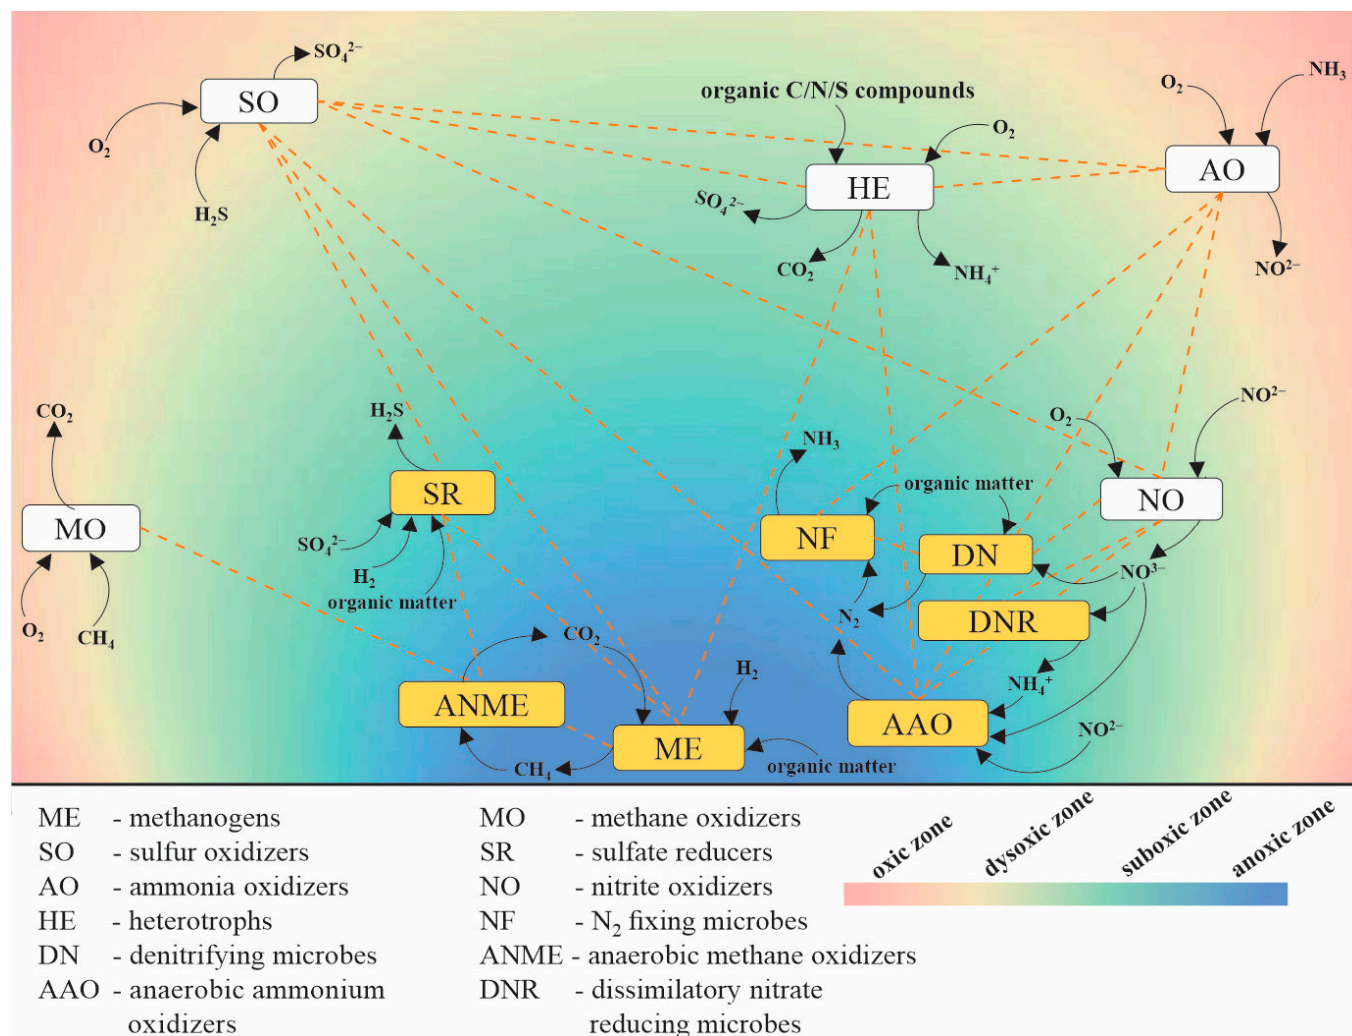 SO₄²⁻
SO
O₂
H₂S
organic C/N/S compounds
O₂
HE
SO₄²⁻
CO₂
NH₄⁺
O₂
NH₃
AO
NO²⁻
CO₂
MO
O₂
CH₄
H₂S
SR
SO₄²⁻
H₂
organic matter
NH₃
organic matter
NF
DN
N₂
DNR
NH₄⁺
O₂
NO²⁻
NO
NO³⁻
CO₂
H₂
ANME
ME
CH₄
organic matter
AAO
NO²⁻
ME - methanogens
SO - sulfur oxidizers
AO - ammonia oxidizers
HE - heterotrophs
DN - denitrifying microbes
AAO - anaerobic ammonium
oxidizers
MO - methane oxidizers
SR - sulfate reducers
NO - nitrite oxidizers
NF - N₂ fixing microbes
ANME - anaerobic methane oxidizers
DNR - dissimilatory nitrate
reducing microbes
oxic zone
dysoxic zone
suboxic zone
anoxic zone